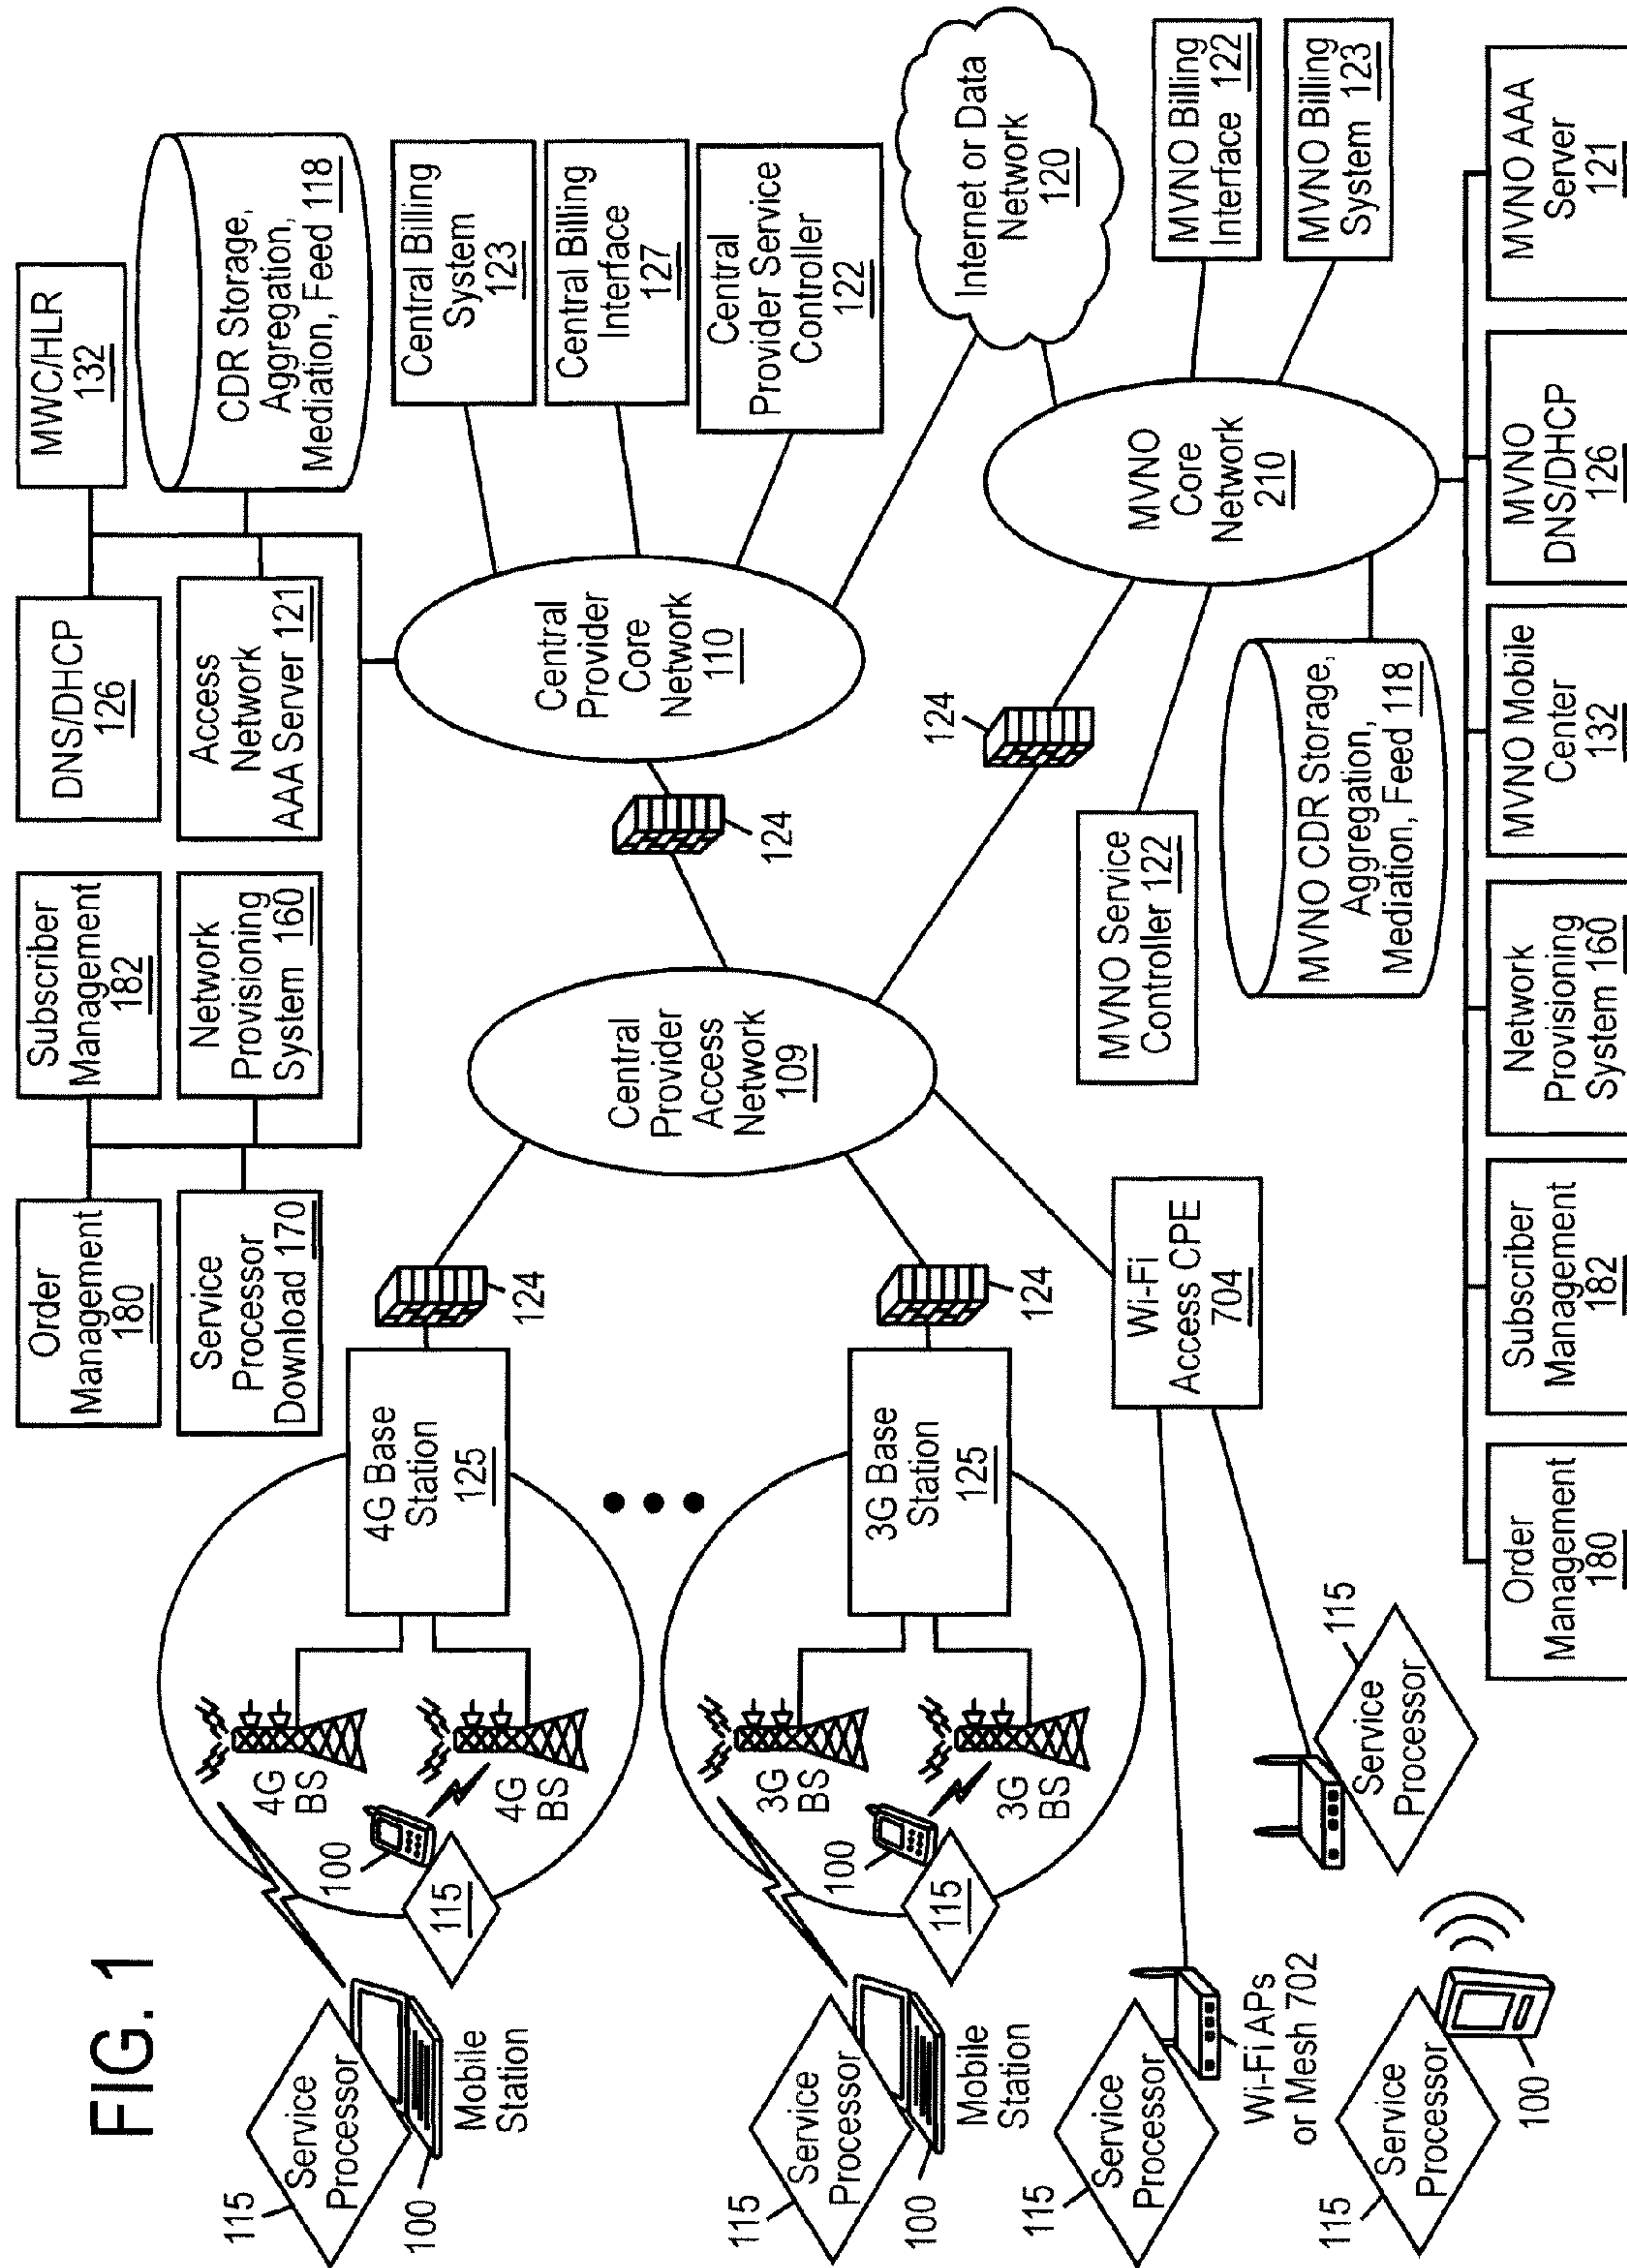 FIG. 1
Order
Management
180
Subscriber
Management
182
DNS/DHCP
126
MWC/HLR
132
Service
Processor
Download 170
Network
Provisioning
System 160
Access
Network
AAA Server 121
CDR Storage,
Aggregation,
Mediation, Feed 118
115
Service
Processor
100
Mobile
Station
115
100
4G
BS
4G
BS
4G Base
Station
125
124
Central
Provider
Access
Network
109
124
Central
Provider
Core
Network
110
Central Billing
System
123
Central Billing
Interface
127
Central
Provider Service
Controller
122
115
Service
Processor
100
Mobile
Station
115
100
3G
BS
3G
BS
3G Base
Station
125
124
124
Internet or Data
Network
120
115
Service
Processor
Wi-Fi APs
or Mesh 702
Wi-Fi
Access CPE
704
MVNO Service
Controller 122
MVNO
Core
Network
210
MVNO Billing
Interface 122
MVNO Billing
System 123
115
Service
Processor
100
Service
Processor
115
MVNO CDR Storage,
Aggregation,
Mediation, Feed 118
Order
Management
180
Subscriber
Management
182
Network
Provisioning
System 160
MVNO Mobile
Center
132
MVNO
DNS/DHCP
126
MVNO AAA
Server
121